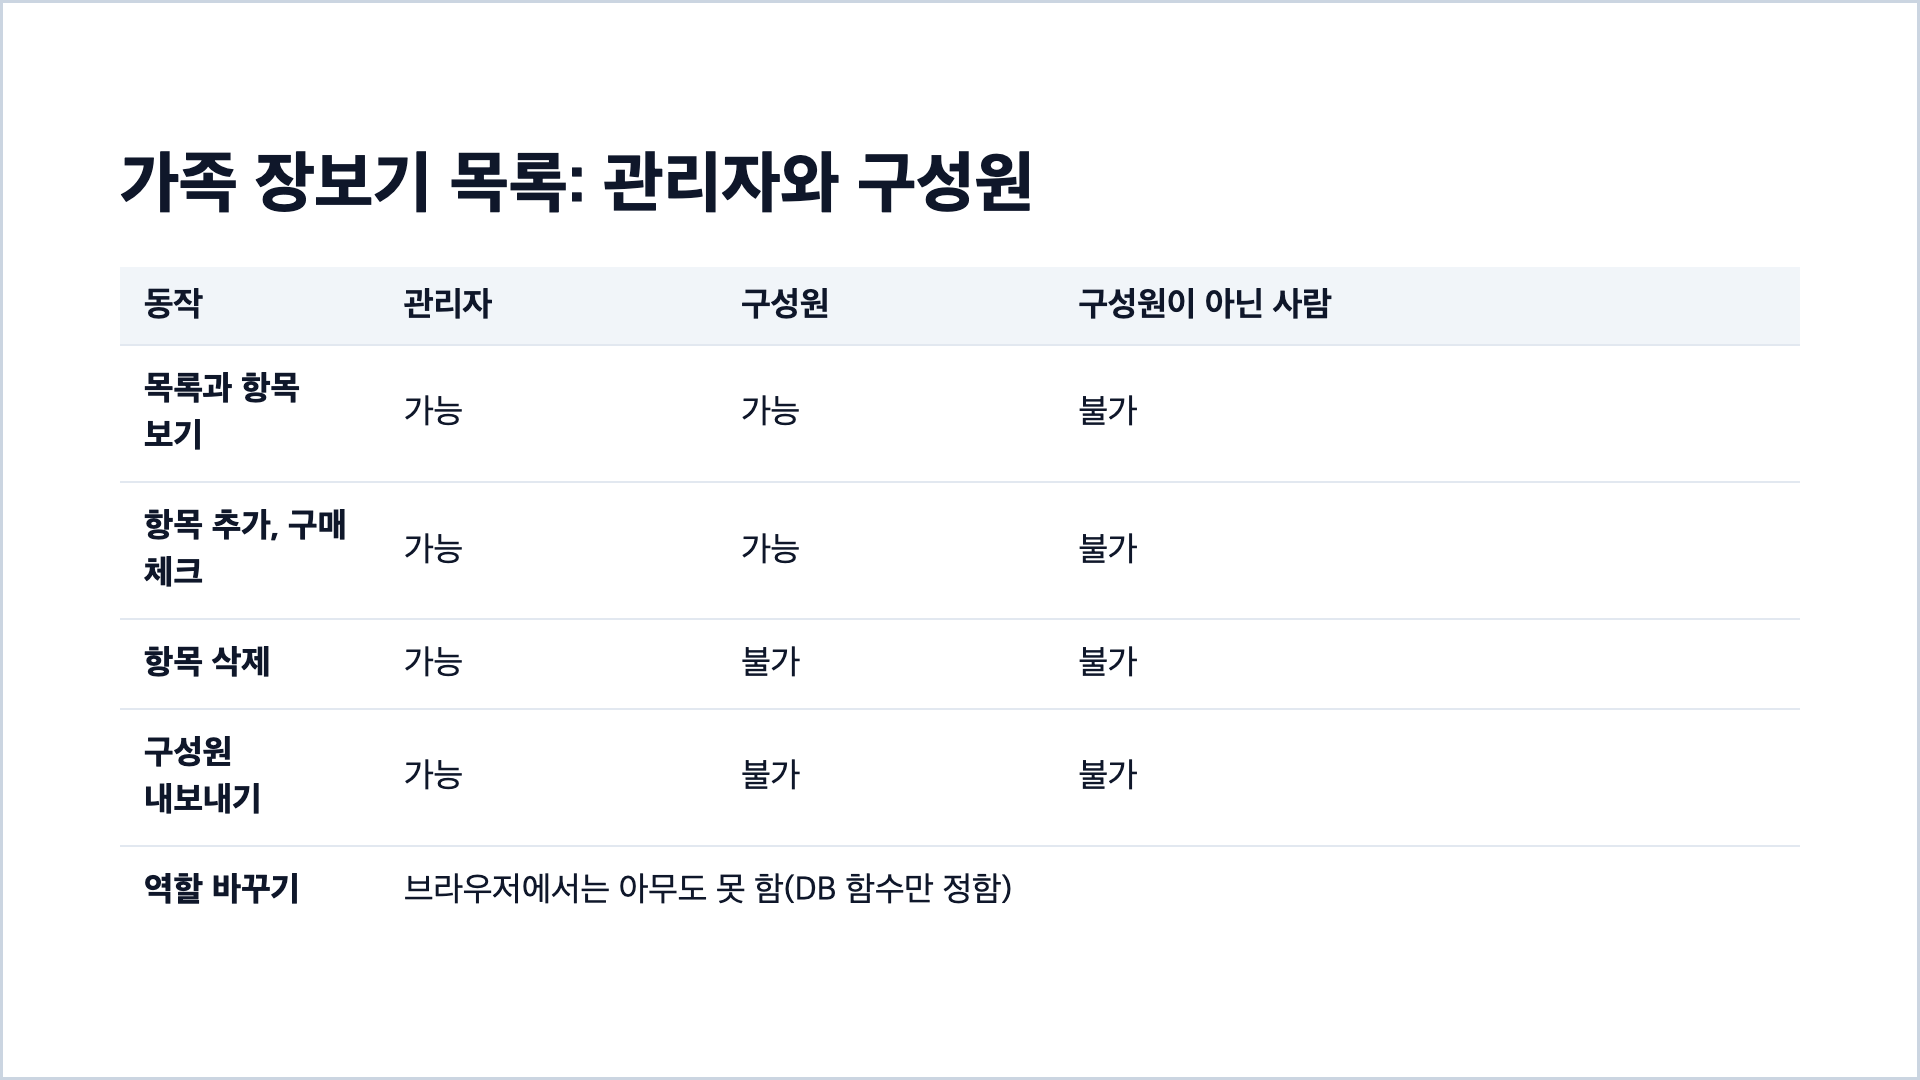 가족 장보기 목록: 관리자와 구성원
동작 관리자 구성원 구성원이 아닌 사람
목록과 항목
보기 가능 가능 불가
항목 추가, 구매
체크 가능 가능 불가
항목 삭제 가능 불가 불가
구성원
내보내기 가능 불가 불가
역할 바꾸기 브라우저에서는 아무도 못 함(DB 함수만 정함)